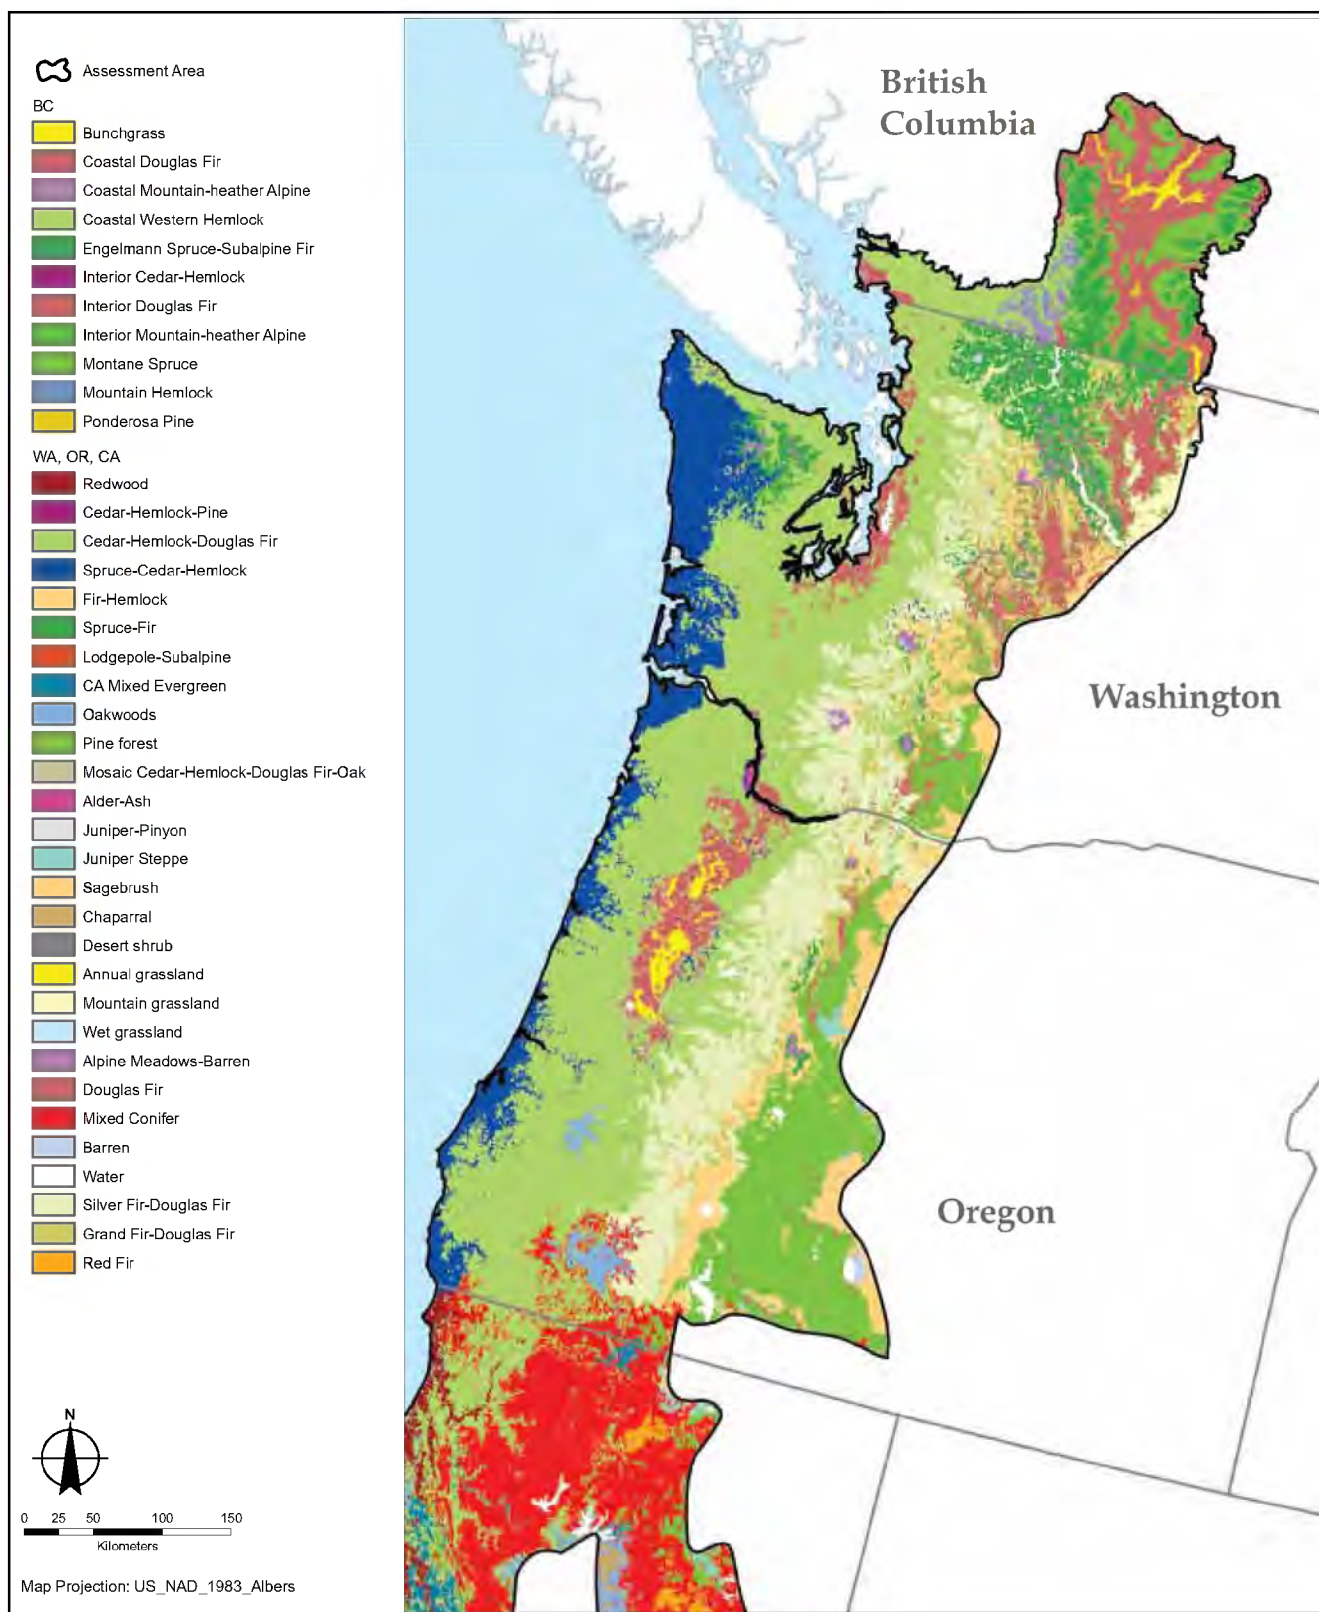 Assessment Area
BC
Bunchgrass
Coastal Douglas Fir
Coastal Mountain-heather Alpine
Coastal Western Hemlock
Engelmann Spruce-Subalpine Fir
Interior Cedar-Hemlock
Interior Douglas Fir
Interior Mountain-heather Alpine
Montane Spruce
Mountain Hemlock
Ponderosa Pine
WA, OR, CA
Redwood
Cedar-Hemlock-Pine
Cedar-Hemlock-Douglas Fir
Spruce-Cedar-Hemlock
Fir-Hemlock
Spruce-Fir
Lodgepole-Subalpine
CA Mixed Evergreen
Oakwoods
Pine forest
Mosaic Cedar-Hemlock-Douglas Fir-Oak
Alder-Ash
Juniper-Pinyon
Juniper Steppe
Sagebrush
Chaparral
Desert shrub
Annual grassland
Mountain grassland
Wet grassland
Alpine Meadows-Barren
Douglas Fir
Mixed Conifer
Barren
Water
Silver Fir-Douglas Fir
Grand Fir-Douglas Fir
Red Fir
N
0 25 50 100 150
Kilometers
Map Projection: US_NAD_1983_Albers
British
Columbia
Washington
Oregon